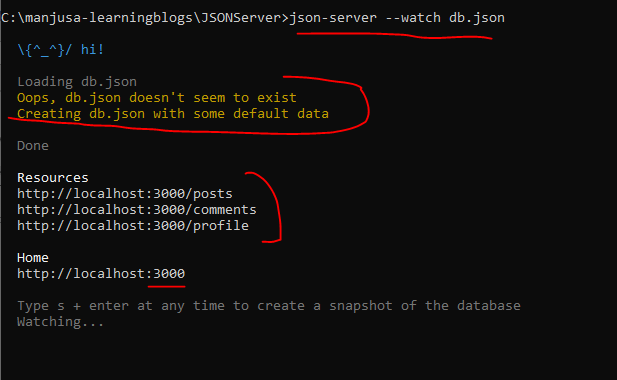 C:\manjusa-learningblogs\JSONServer>json-server --watch db.json
\{^_^}/ hi!
Loading db.json
Oops, db.json doesn't seem to exist
Creating db.json with some default data
Done
Resources
http://localhost:3000/posts
http://localhost:3000/comments
http://localhost:3000/profile
Home
http://localhost:3000
Type s + enter at any time to create a snapshot of the database
Watching...